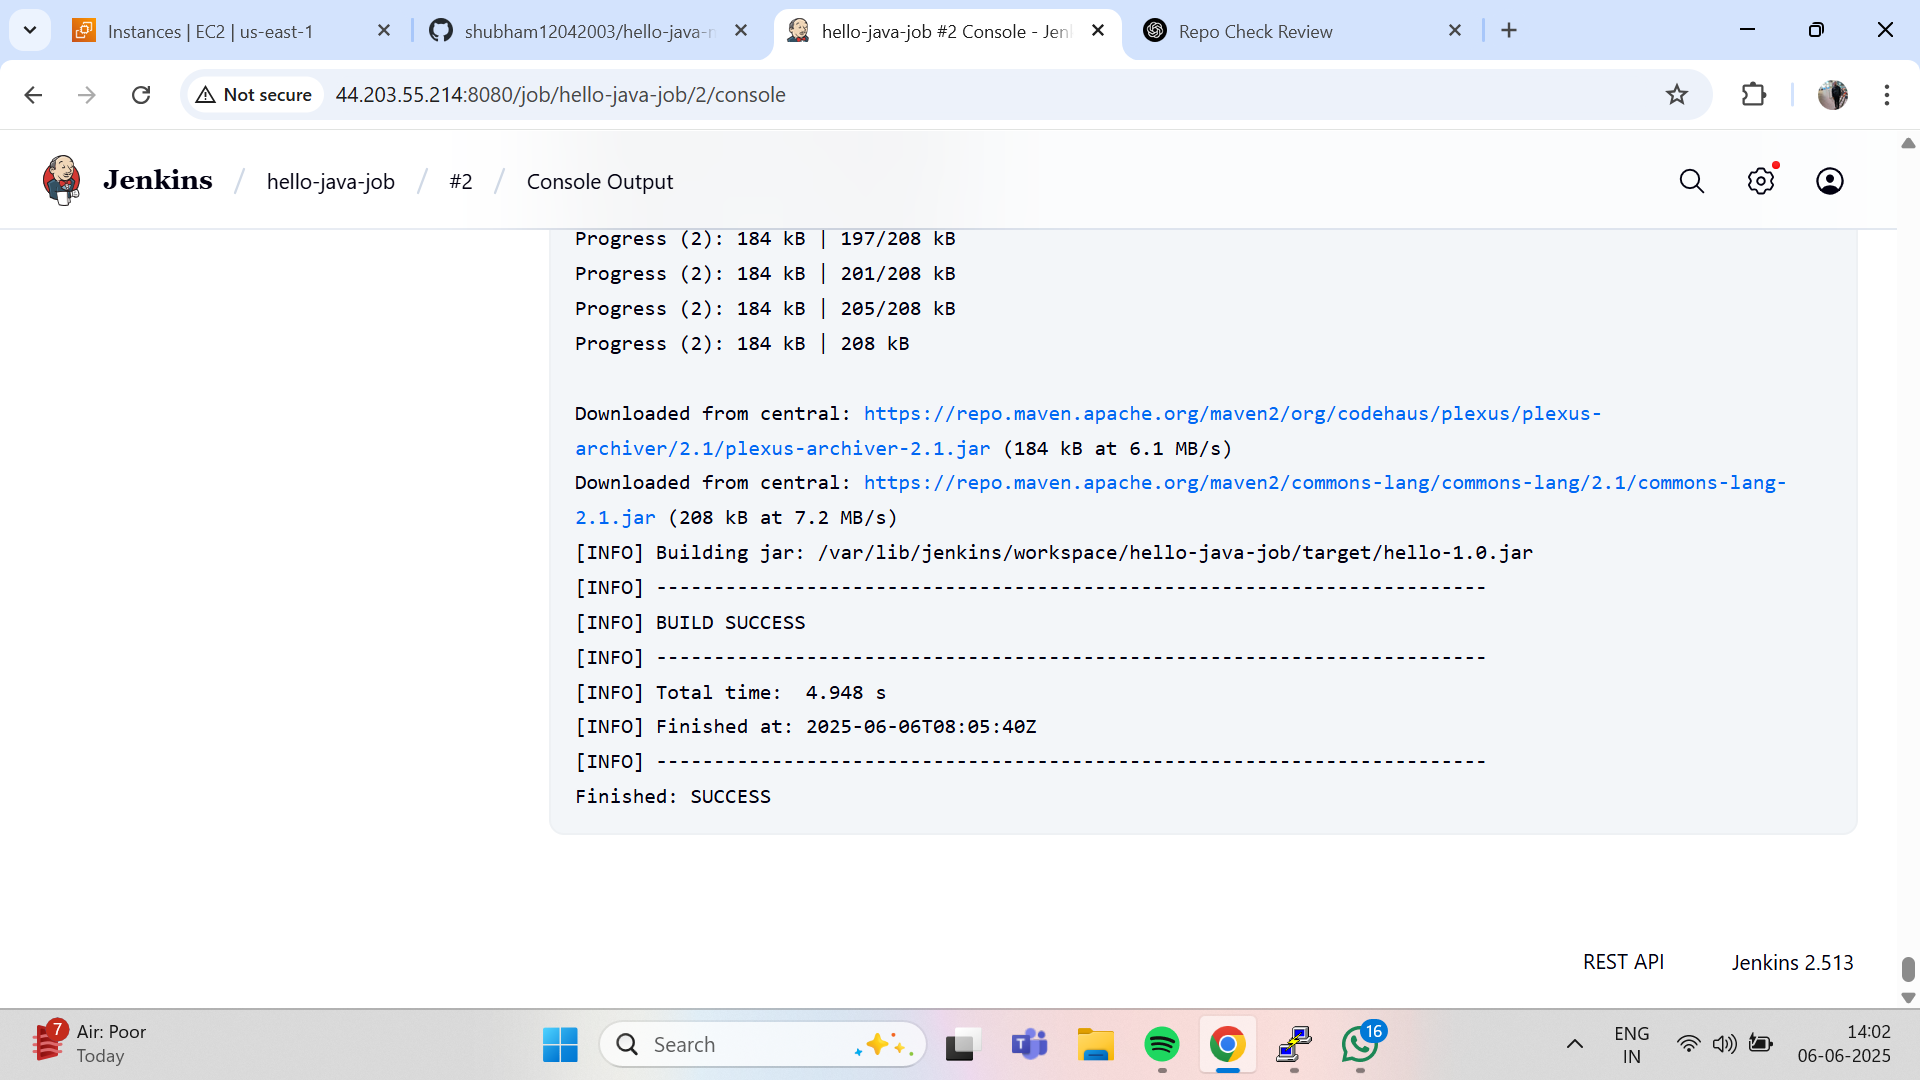 Instances | EC2 | us-east-1
shubham12042003/hello-java-
hello-java-job #2 Console - Jen
Repo Check Review
Not secure
44.203.55.214:8080/job/hello-java-job/2/console
Jenkins / hello-java-job / #2 / Console Output
Progress (2): 184 kB | 197/208 kB
Progress (2): 184 kB | 201/208 kB
Progress (2): 184 kB | 205/208 kB
Progress (2): 184 kB | 208 kB
Downloaded from central: https://repo.maven.apache.org/maven2/org/codehaus/plexus/plexus-
archiver/2.1/plexus-archiver-2.1.jar (184 kB at 6.1 MB/s)
Downloaded from central: https://repo.maven.apache.org/maven2/commons-lang/commons-lang/2.1/commons-lang-
2.1.jar (208 kB at 7.2 MB/s)
[INFO] Building jar: /var/lib/jenkins/workspace/hello-java-job/target/hello-1.0.jar
[INFO] ------------------------------------------------------------------------
[INFO] BUILD SUCCESS
[INFO] ------------------------------------------------------------------------
[INFO] Total time:  4.948 s
[INFO] Finished at: 2025-06-06T08:05:40Z
[INFO] ------------------------------------------------------------------------
Finished: SUCCESS
REST API
Jenkins 2.513
7
Air: Poor
Today
Search
16
ENG
IN
14:02
06-06-2025